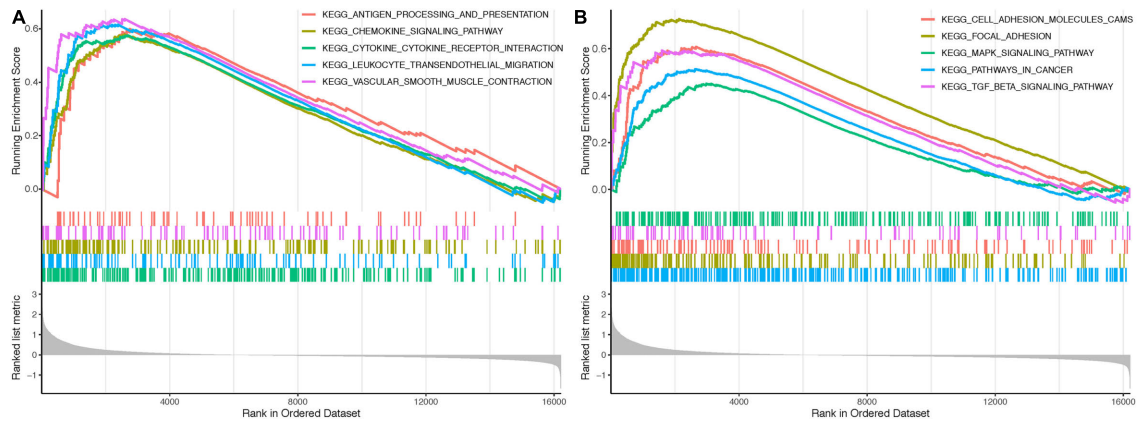 A
KEGG_ANTIGEN_PROCESSING_AND_PRESENTATION
KEGG_CHEMOKINE_SIGNALING_PATHWAY
KEGG_CYTOKINE_CYTOKINE_RECEPTOR_INTERACTION
KEGG_LEUKOCYTE_TRANSENDOTHELIAL_MIGRATION
KEGG_VASCULAR_SMOOTH_MUSCLE_CONTRACTION
Running Enrichment Score
0.6
0.4
0.2
0.0
Ranked list metric
3
2
1
0
−1
4000 8000 12000 16000
Rank in Ordered Dataset
B
KEGG_CELL_ADHESION_MOLECULES_CAMS
KEGG_FOCAL_ADHESION
KEGG_MAPK_SIGNALING_PATHWAY
KEGG_PATHWAYS_IN_CANCER
KEGG_TGF_BETA_SIGNALING_PATHWAY
Running Enrichment Score
0.6
0.4
0.2
0.0
Ranked list metric
3
2
1
0
−1
4000 8000 12000 16000
Rank in Ordered Dataset